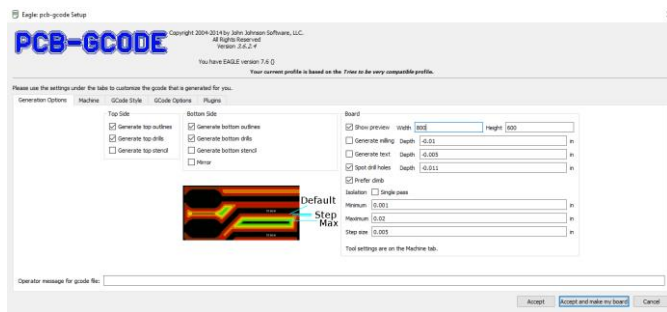 Eagle: pcb-gcode Setup
PCB-GCODE
Copyright 2004-2014 by John Johnson Software, LLC.
All Rights Reserved
Version 3.6.2.4
You have EAGLE version 7.6 ()
Your current profile is based on the Tries to be very compatible profile.
Please use the settings under the tabs to customize the gcode that is generated for you.
Generation Options Machine GCode Style GCode Options Plugins
Top Side
Generate top outlines
Generate top drills
Generate top stencil
Bottom Side
Generate bottom outlines
Generate bottom drills
Generate bottom stencil
Mirror
Default
Step
Max
Board
Show preview Width 800 Height 600
Generate milling Depth -0.01 in
Generate text Depth -0.005 in
Spot drill holes Depth -0.011 in
Prefer climb
Isolation Single pass
Minimum 0.001 in
Maximum 0.02 in
Step size 0.005 in
Tool settings are on the Machine tab.
Operator message for gcode file:
Accept Accept and make my board Cancel